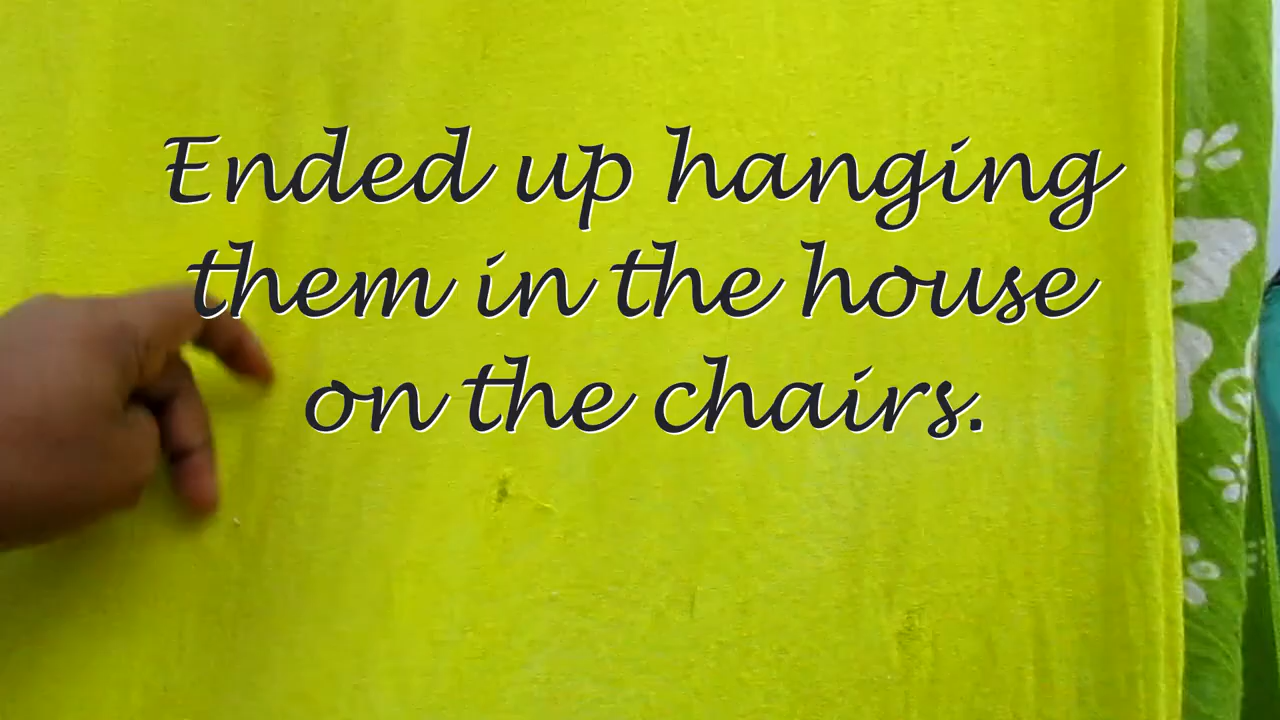 Ended up hanging
them in the house
on the chairs.